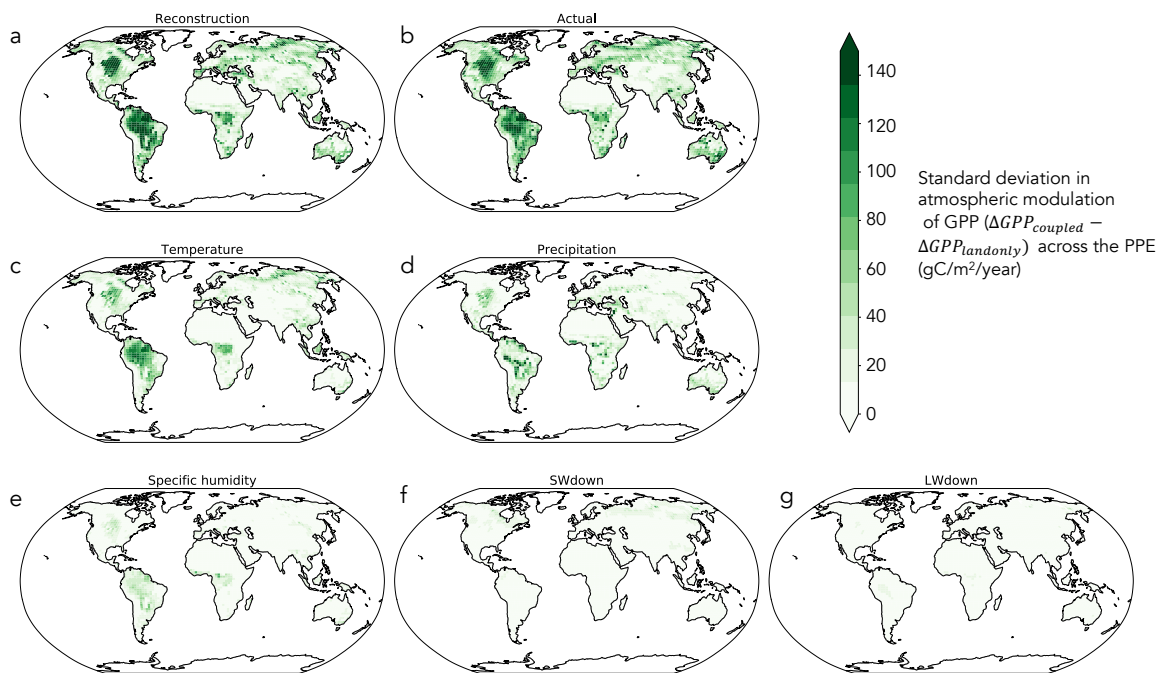 Reconstruction
Actual
a
b
140
120
100
80
60
40
20
0
Standard deviation in
atmospheric modulation
of GPP (ΔGPP_coupled −
ΔGPP_landonly) across the PPE
(gC/m²/year)
Temperature
Precipitation
c
d
Specific humidity
SWdown
LWdown
e
f
g